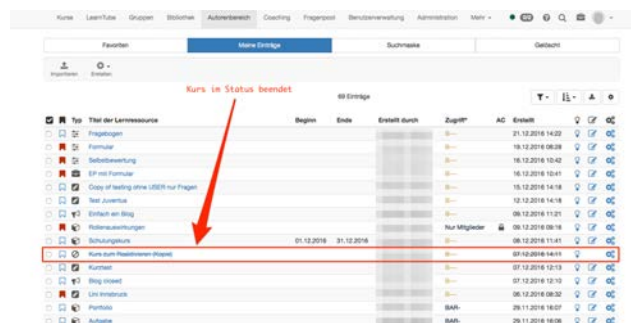 Kurse LearnTube Gruppen Bibliothek Autorenbereich Coaching Fragenpool Benutzerverwaltung Administration Mehr
Favoriten Meine Einträge Suchmaske Gelöscht
Importieren Erstellen
Kurs im Status beendet
69 Einträge
Typ Titel der Lernressource Beginn Ende Erstellt durch Zugriff* AC Erstellt
Fragebogen 21.12.2016 14:22
Formular 19.12.2016 08:28
Selbstbewertung 16.12.2016 10:42
EP mit Formular 16.12.2016 10:41
Copy of testing ohne USER nur Fragen 15.12.2016 14:18
Test Juventus 12.12.2016 14:18
Einfach ein Blog 09.12.2016 11:21
Rollenauswirkungen Nur Mitglieder 09.12.2016 09:16
Schulungskurs 01.12.2016 31.12.2016 08.12.2016 11:41
Kurs zum Reaktivieren (Kopie) 07.12.2016 14:11
Kurztest 07.12.2016 12:13
Blog closed 07.12.2016 12:10
Uni Innsbruck 06.12.2016 08:32
Portfolio BAR- 29.11.2016 16:07
Aufgabe BAR- 29.11.2016 16:06